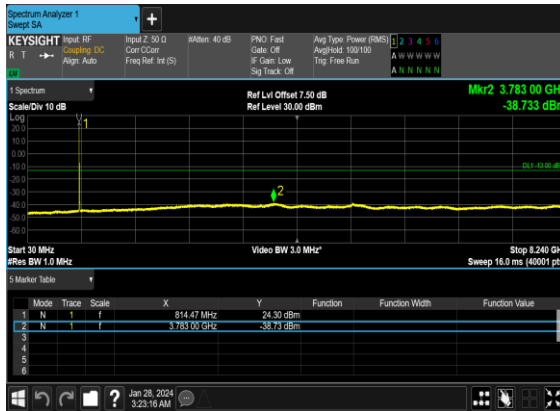 Spectrum Analyzer 1
Swept SA
KEYSIGHT
R T
Input: RF
Coupling: DC
Align: Auto
Input Z: 50 Ω
Corr CCorr
Freq Ref: Int (S)
#Atten: 40 dB
PNO: Fast
Gate: Off
IF Gain: Low
Sig Track: Off
Avg Type: Power (RMS)
Avg|Hold: 100/100
Trig: Free Run
1 2 3 4 5 6
A W W W W W
A N N N N N
1 Spectrum
Scale/Div 10 dB
Ref Lvl Offset 7.50 dB
Ref Level 30.00 dBm
Mkr2 3.783 00 GHz
-38.733 dBm
Log
20.0
10.0
0.00
-10.0
-20.0
-30.0
-40.0
-50.0
-60.0
1
2
DL1 -13.00 dB
Start 30 MHz
#Res BW 1.0 MHz
Video BW 3.0 MHz*
Stop 8.240 GH
Sweep 16.0 ms (40001 pt
5 Marker Table
Mode Trace Scale X Y Function Function Width Function Value
1 N 1 f 814.47 MHz 24.30 dBm
2 N 1 f 3.783 00 GHz -38.73 dBm
3
4
5
6
Jan 28, 2024
3:23:16 AM